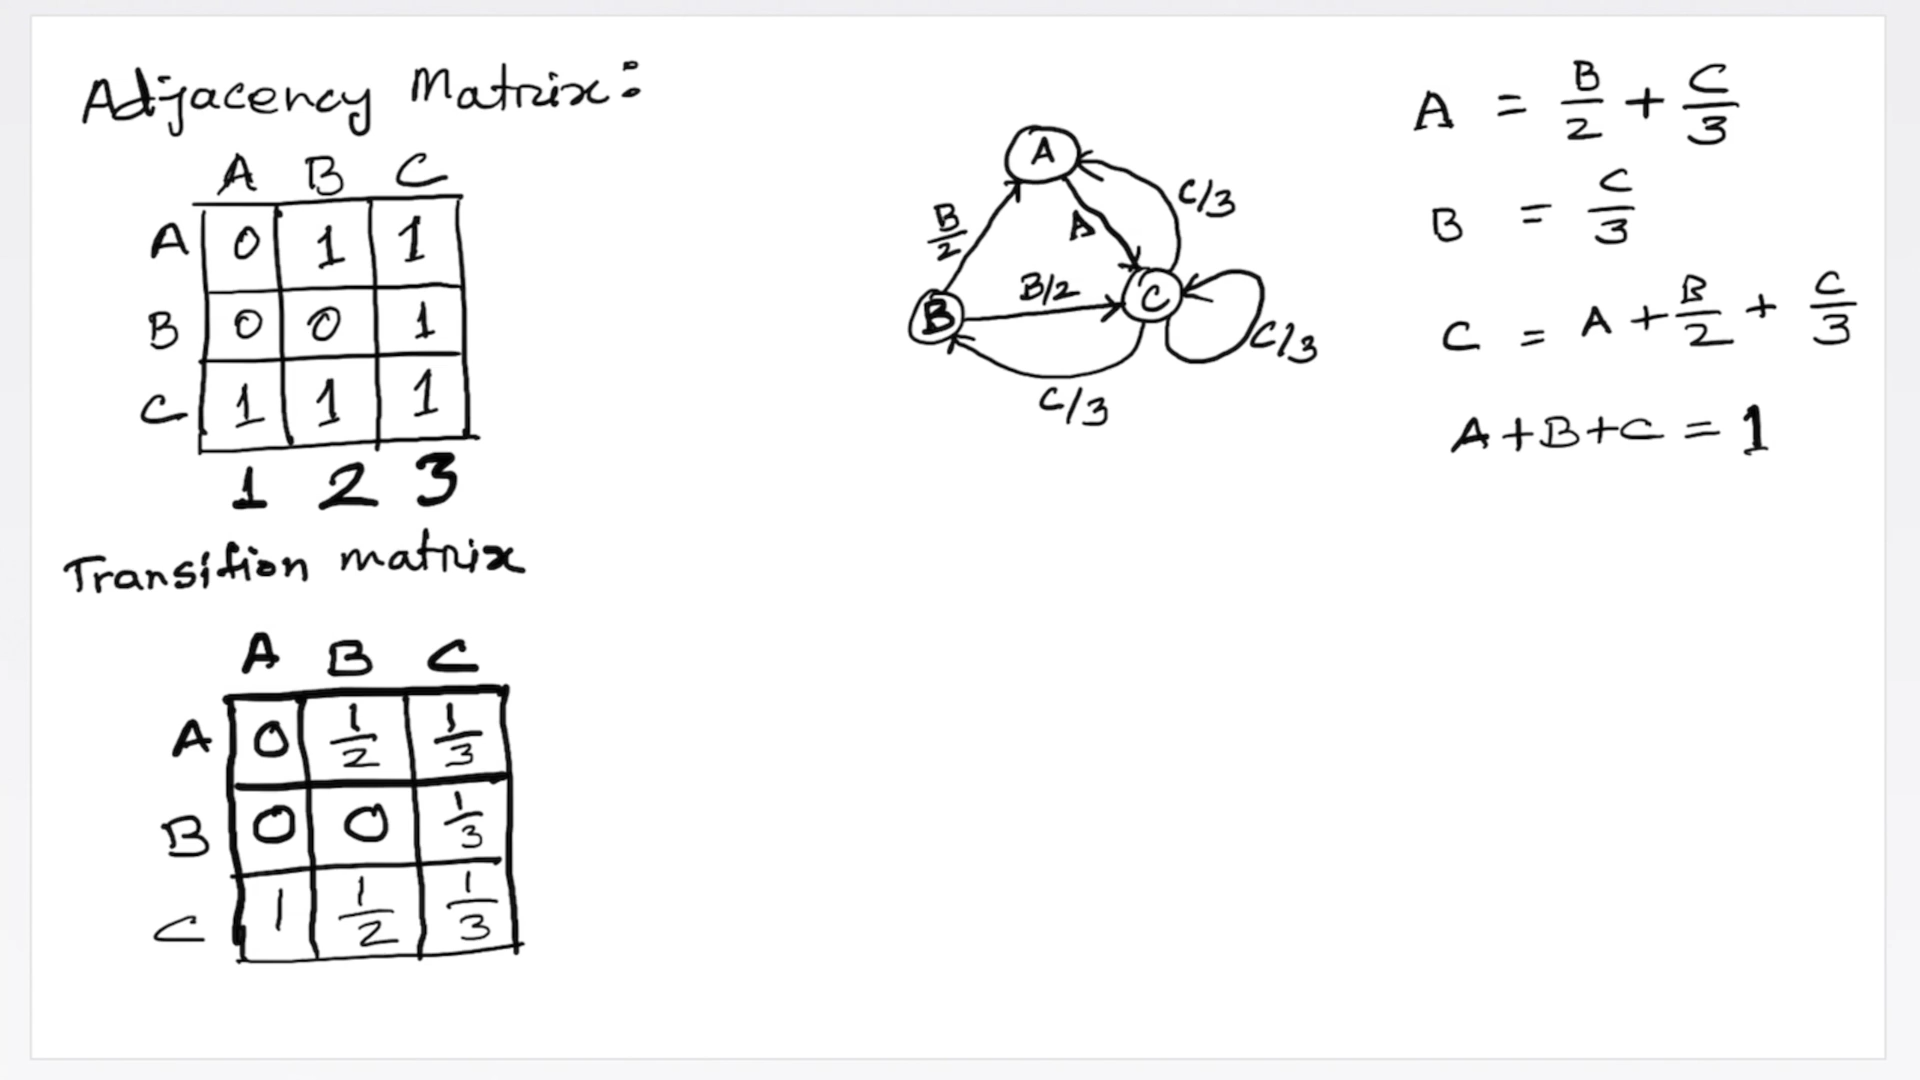 Adjacency Matrix:
A B C
A 0 1 1
B 0 0 1
C 1 1 1
1 2 3
Transition matrix
A B C
A 0 1/2 1/3
B 0 0 1/3
C 1 1/2 1/3
A
C/3
B/2
A
B
B/2
C
C/3
C/3
A = B/2 + C/3
B = C/3
C = A + B/2 + C/3
A+B+C = 1